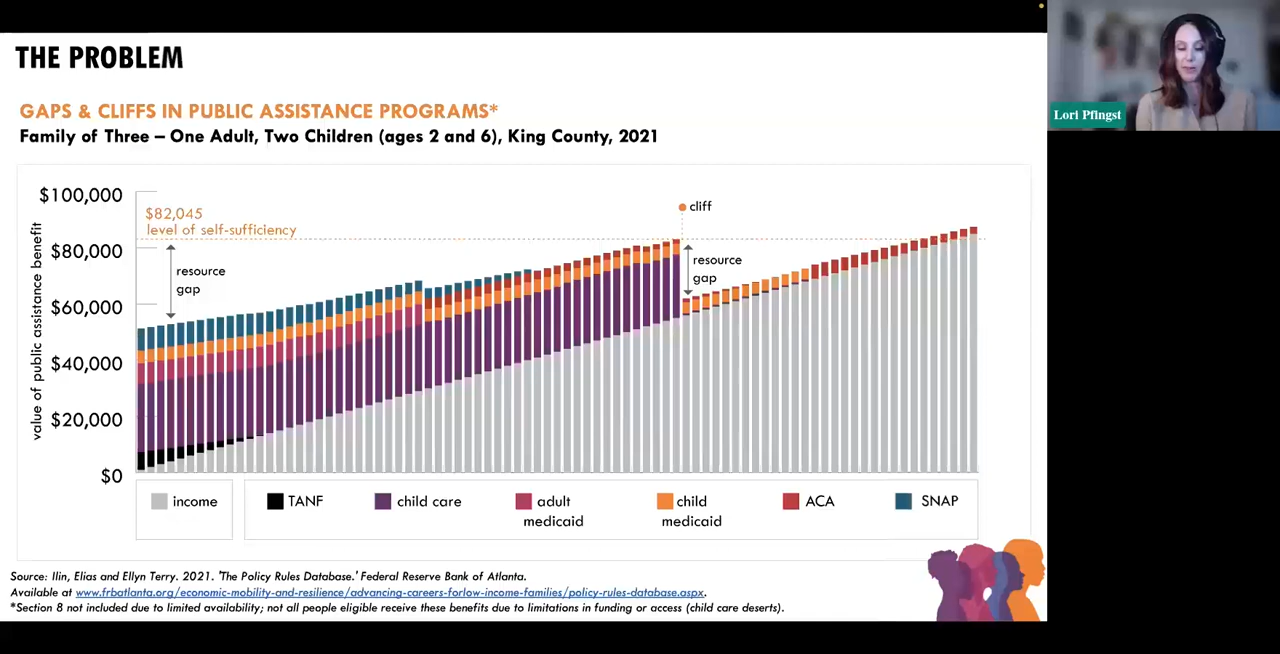 THE PROBLEM
Lori Pfingst
GAPS & CLIFFS IN PUBLIC ASSISTANCE PROGRAMS*
Family of Three – One Adult, Two Children (ages 2 and 6), King County, 2021
$100,000
$80,000
$60,000
$40,000
$20,000
$0
value of public assistance benefit
$82,045
level of self-sufficiency
resource
gap
cliff
resource
gap
income
TANF
child care
adult
medicaid
child
medicaid
ACA
SNAP
Source: Ilin, Elias and Ellyn Terry. 2021. 'The Policy Rules Database.' Federal Reserve Bank of Atlanta.
Available at www.frbatlanta.org/economic-mobility-and-resilience/advancing-careers-forlow-income-families/policy-rules-database.aspx.
*Section 8 not included due to limited availability; not all people eligible receive these benefits due to limitations in funding or access (child care deserts).